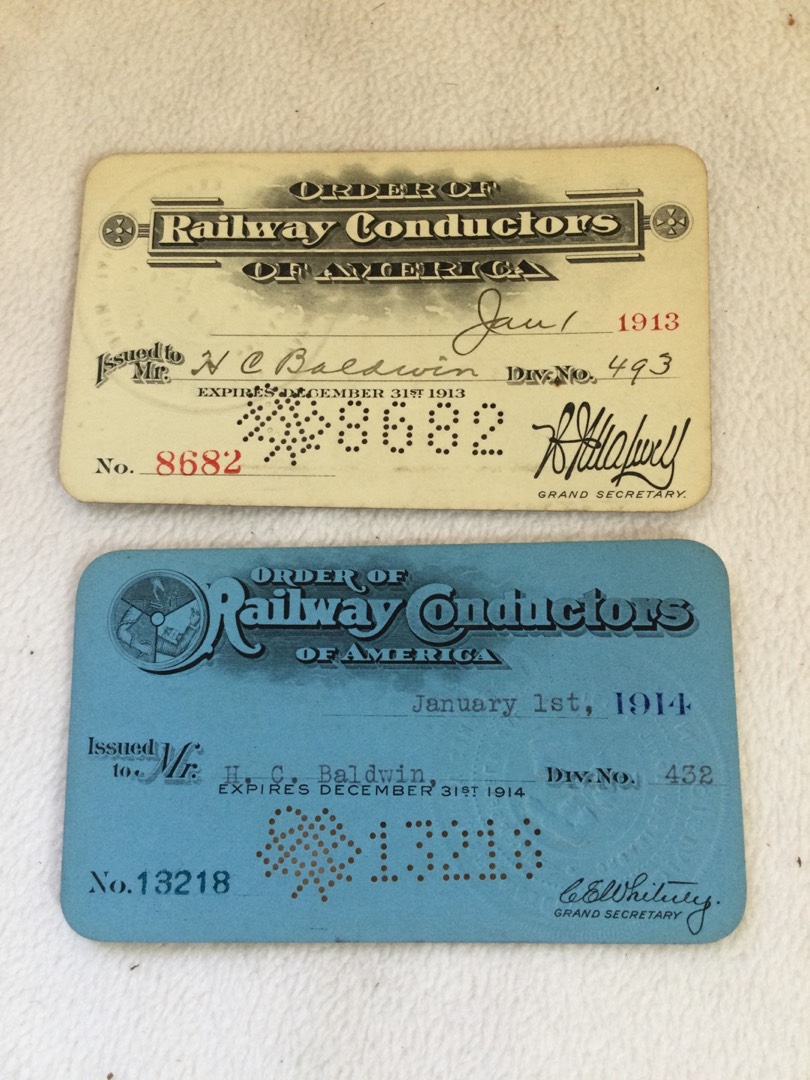 ORDER OF
Railway Conductors
OF AMERICA
Jan 1 1913
Issued to Mr. H C Baldwin Div. No. 493
EXPIRES DECEMBER 31ST 1913
8682
No. 8682
GRAND SECRETARY.
ORDER OF
Railway Conductors
OF AMERICA
January 1st, 1914
Issued to Mr. H. C. Baldwin, Div. No. 432
EXPIRES DECEMBER 31ST 1914
13218
No. 13218
C E Whitney.
GRAND SECRETARY